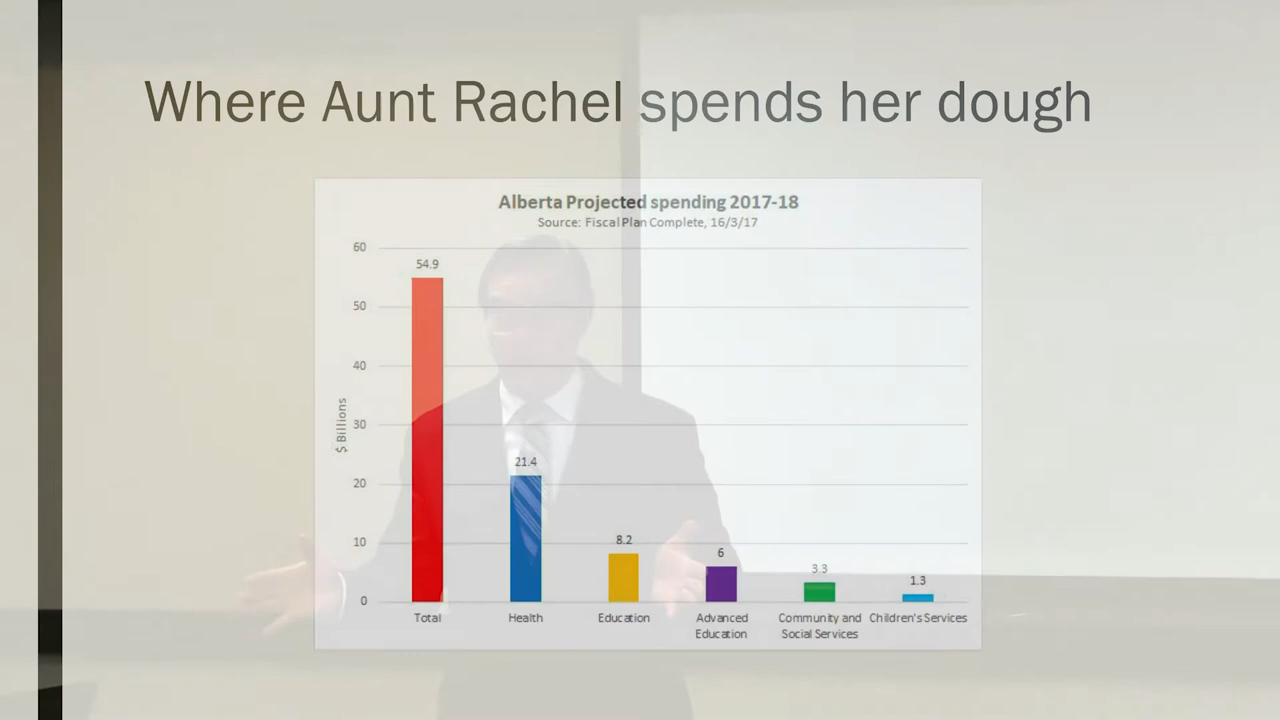 Where Aunt Rachel spends her dough
Alberta Projected spending 2017-18
Source: Fiscal Plan Complete, 16/3/17
$ Billions
60
50
40
30
20
10
0
54.9
21.4
8.2
6
3.3
1.3
Total
Health
Education
Advanced
Education
Community and
Social Services
Children's Services